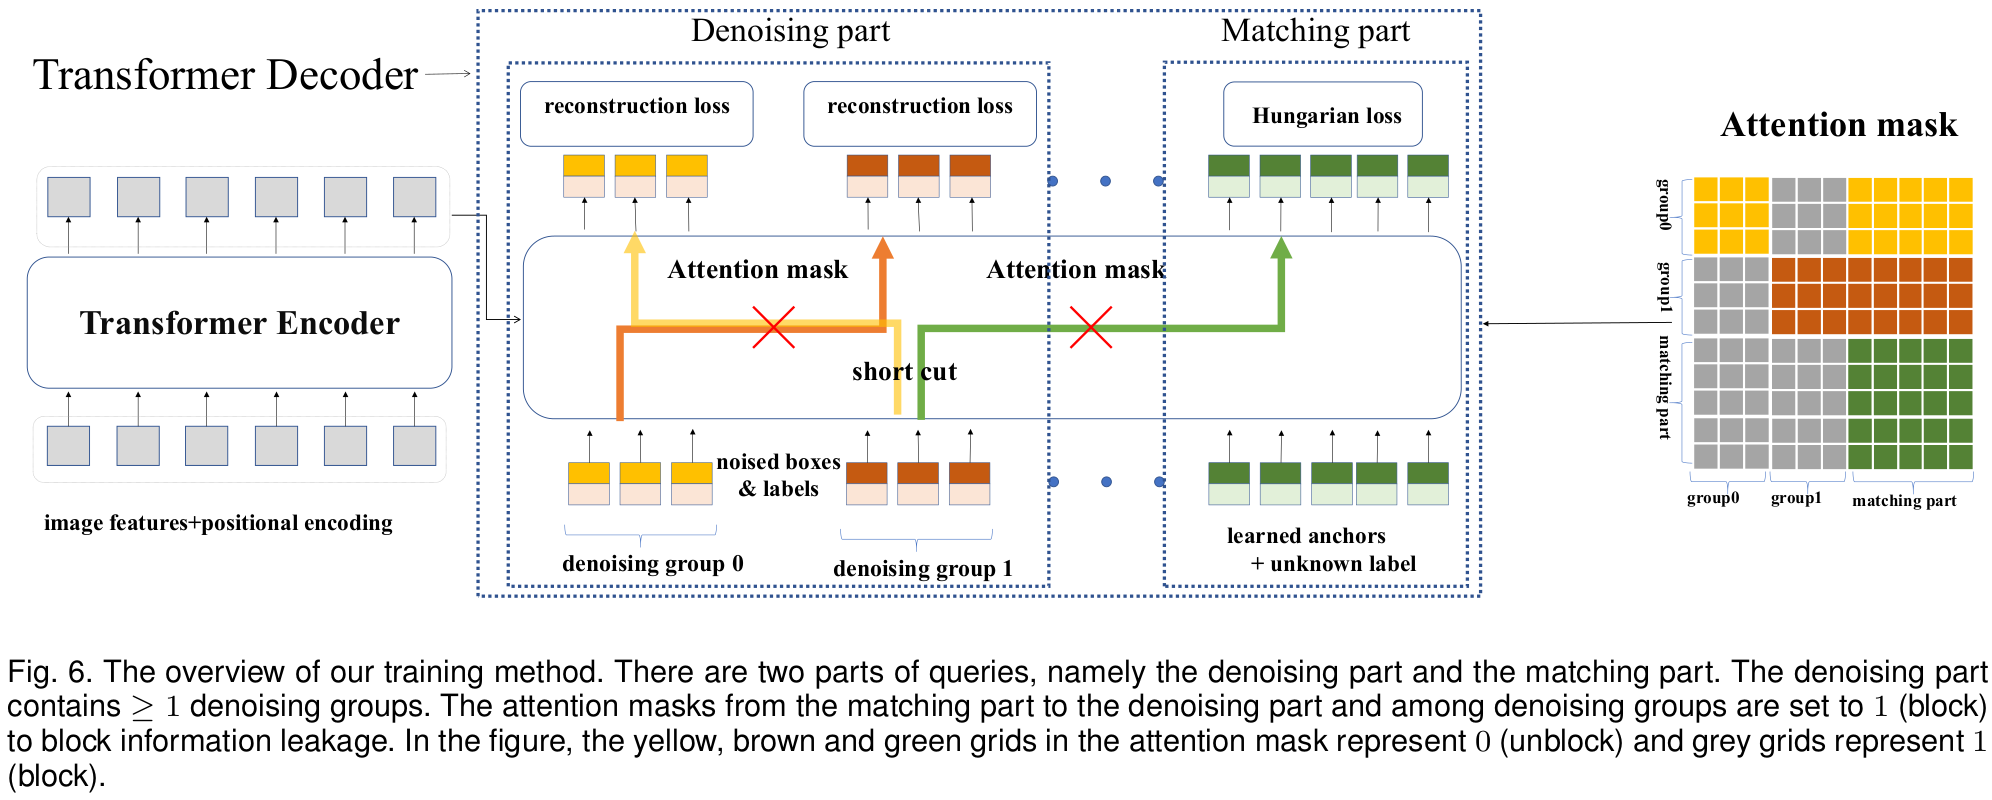 Denoising part
Matching part
Transformer Decoder
reconstruction loss
reconstruction loss
Hungarian loss
Attention mask
group0
group1
matching part
Attention mask
Attention mask
Transformer Encoder
short cut
noised boxes
& labels
group0
group1
matching part
image features+positional encoding
denoising group 0
denoising group 1
learned anchors
+ unknown label
Fig. 6. The overview of our training method. There are two parts of queries, namely the denoising part and the matching part. The denoising part
contains ≥ 1 denoising groups. The attention masks from the matching part to the denoising part and among denoising groups are set to 1 (block)
to block information leakage. In the figure, the yellow, brown and green grids in the attention mask represent 0 (unblock) and grey grids represent 1
(block).